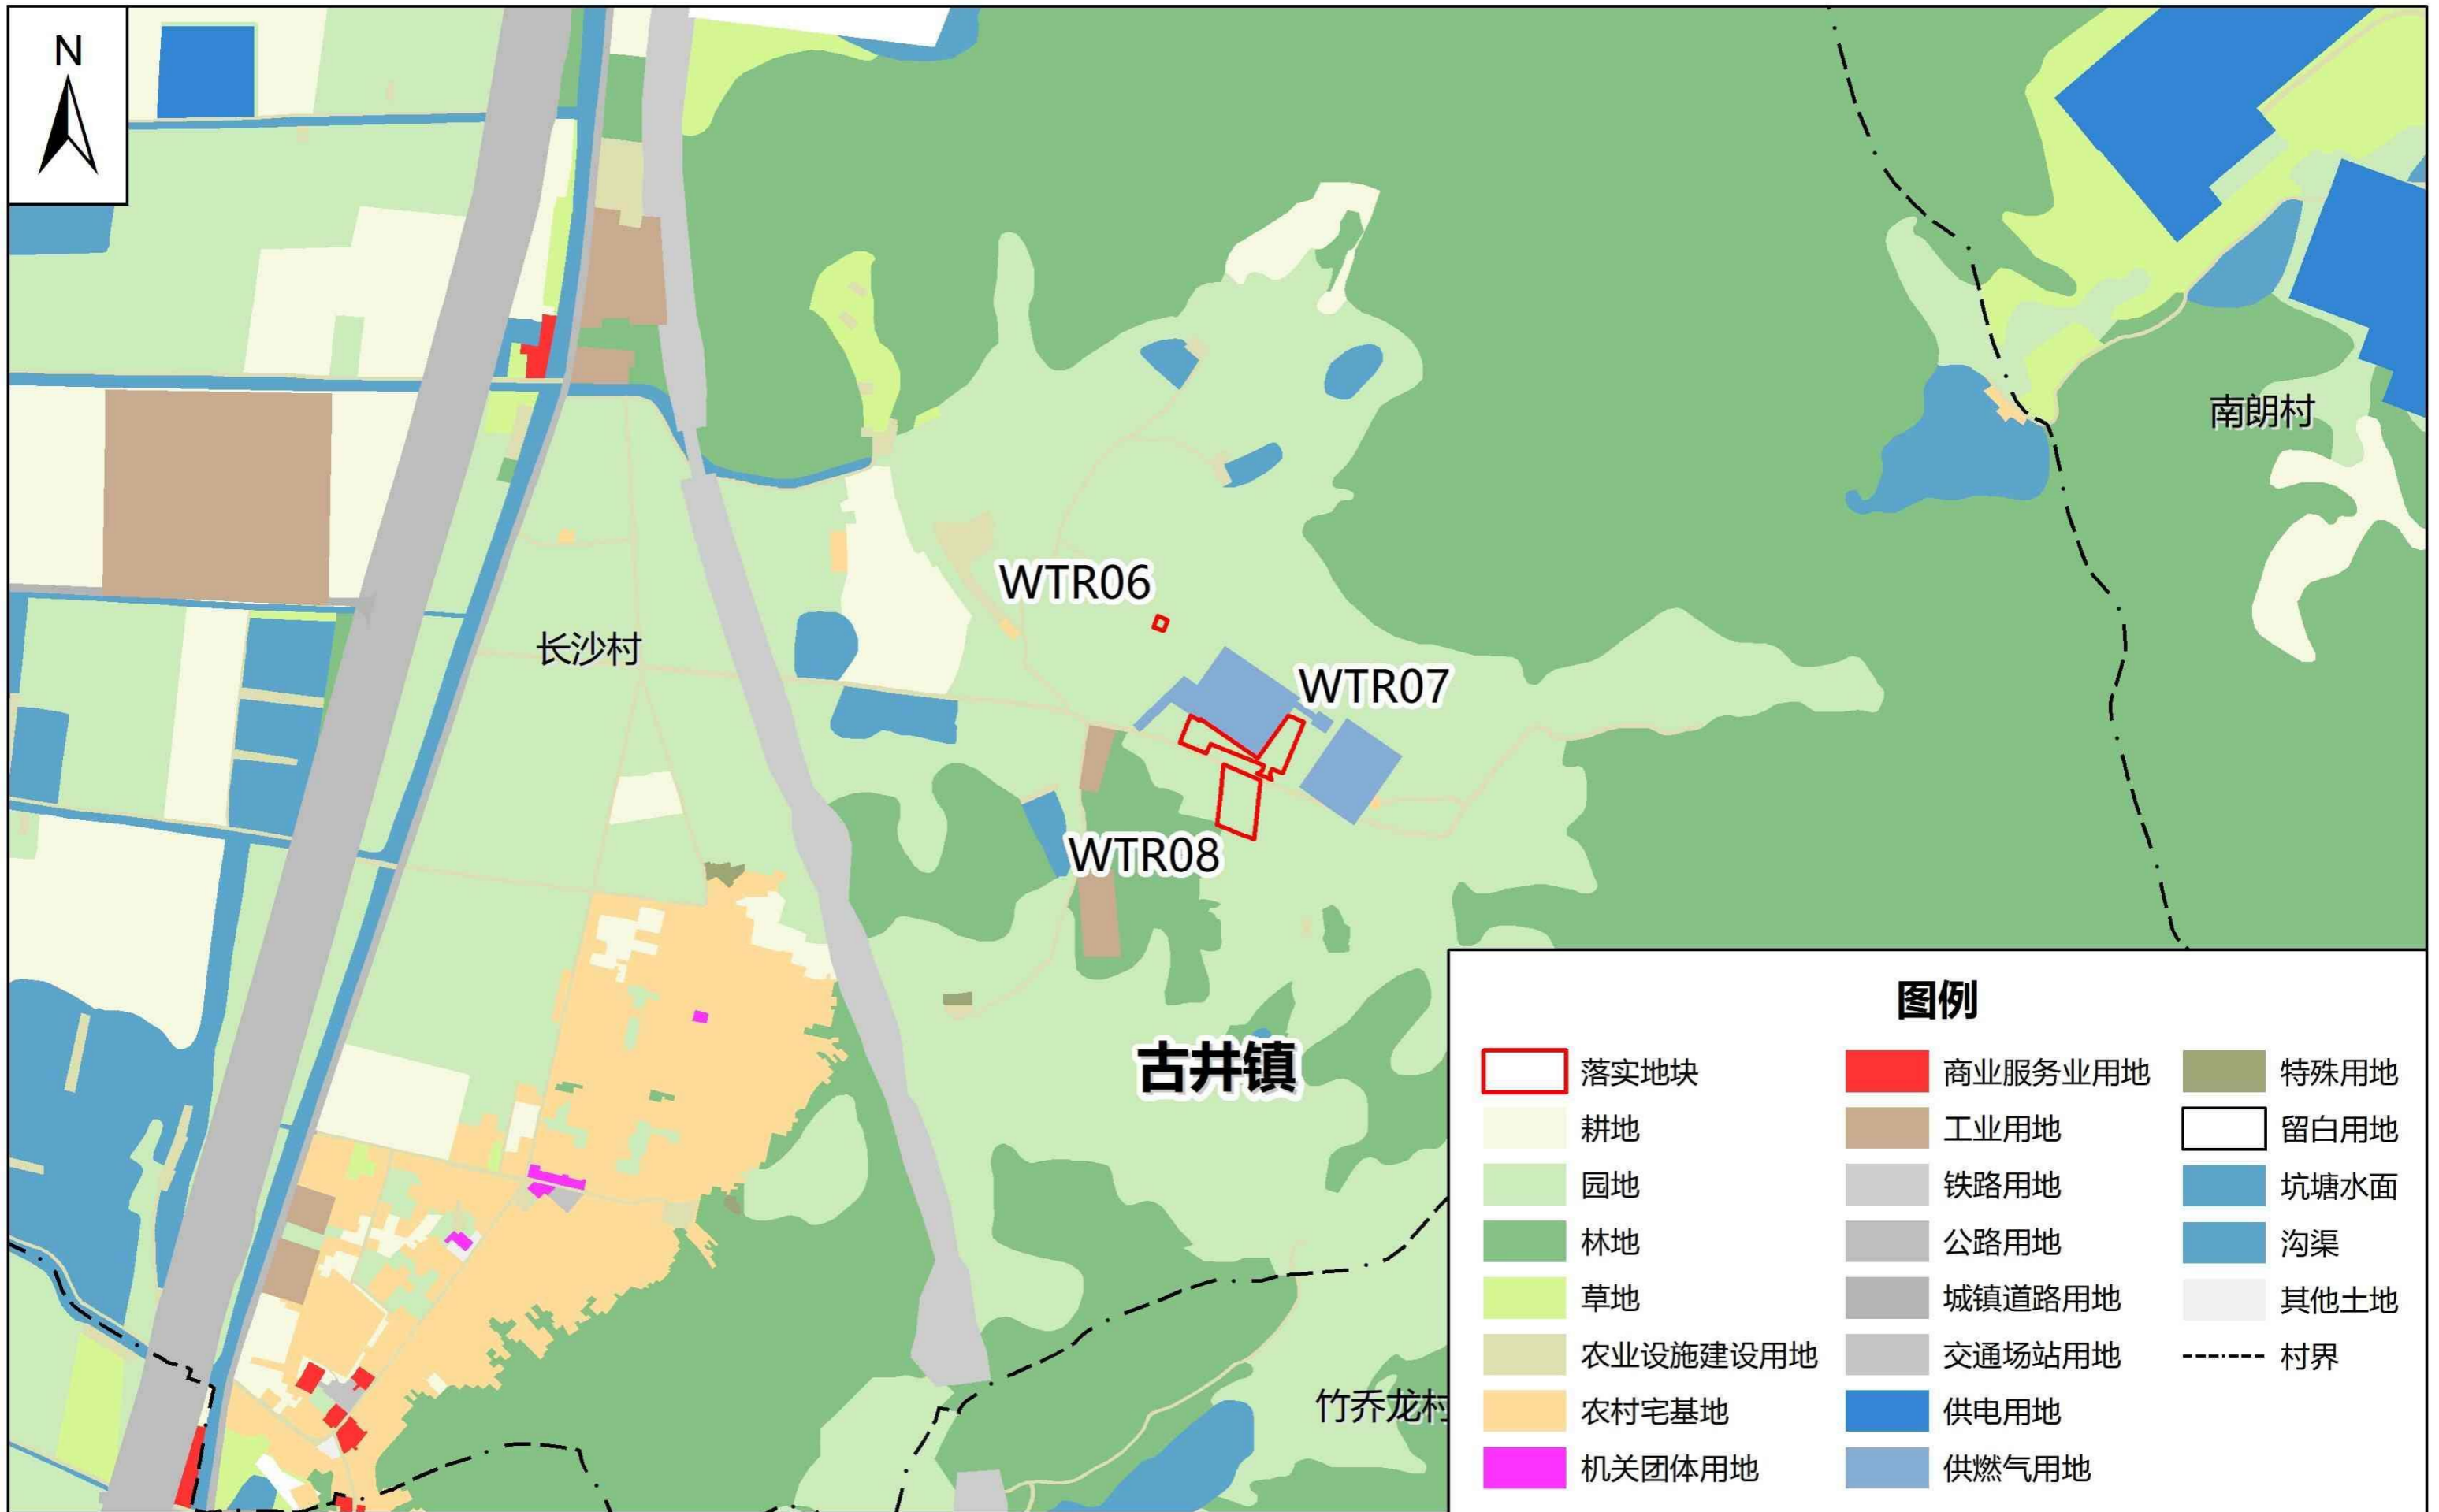 N
南朗村
WTR06
长沙村
WTR07
WTR08
古井镇
竹乔龙村
图例
落实地块
耕地
园地
林地
草地
农业设施建设用地
农村宅基地
机关团体用地
商业服务业用地
工业用地
铁路用地
公路用地
城镇道路用地
交通场站用地
供电用地
供燃气用地
特殊用地
留白用地
坑塘水面
沟渠
其他土地
村界